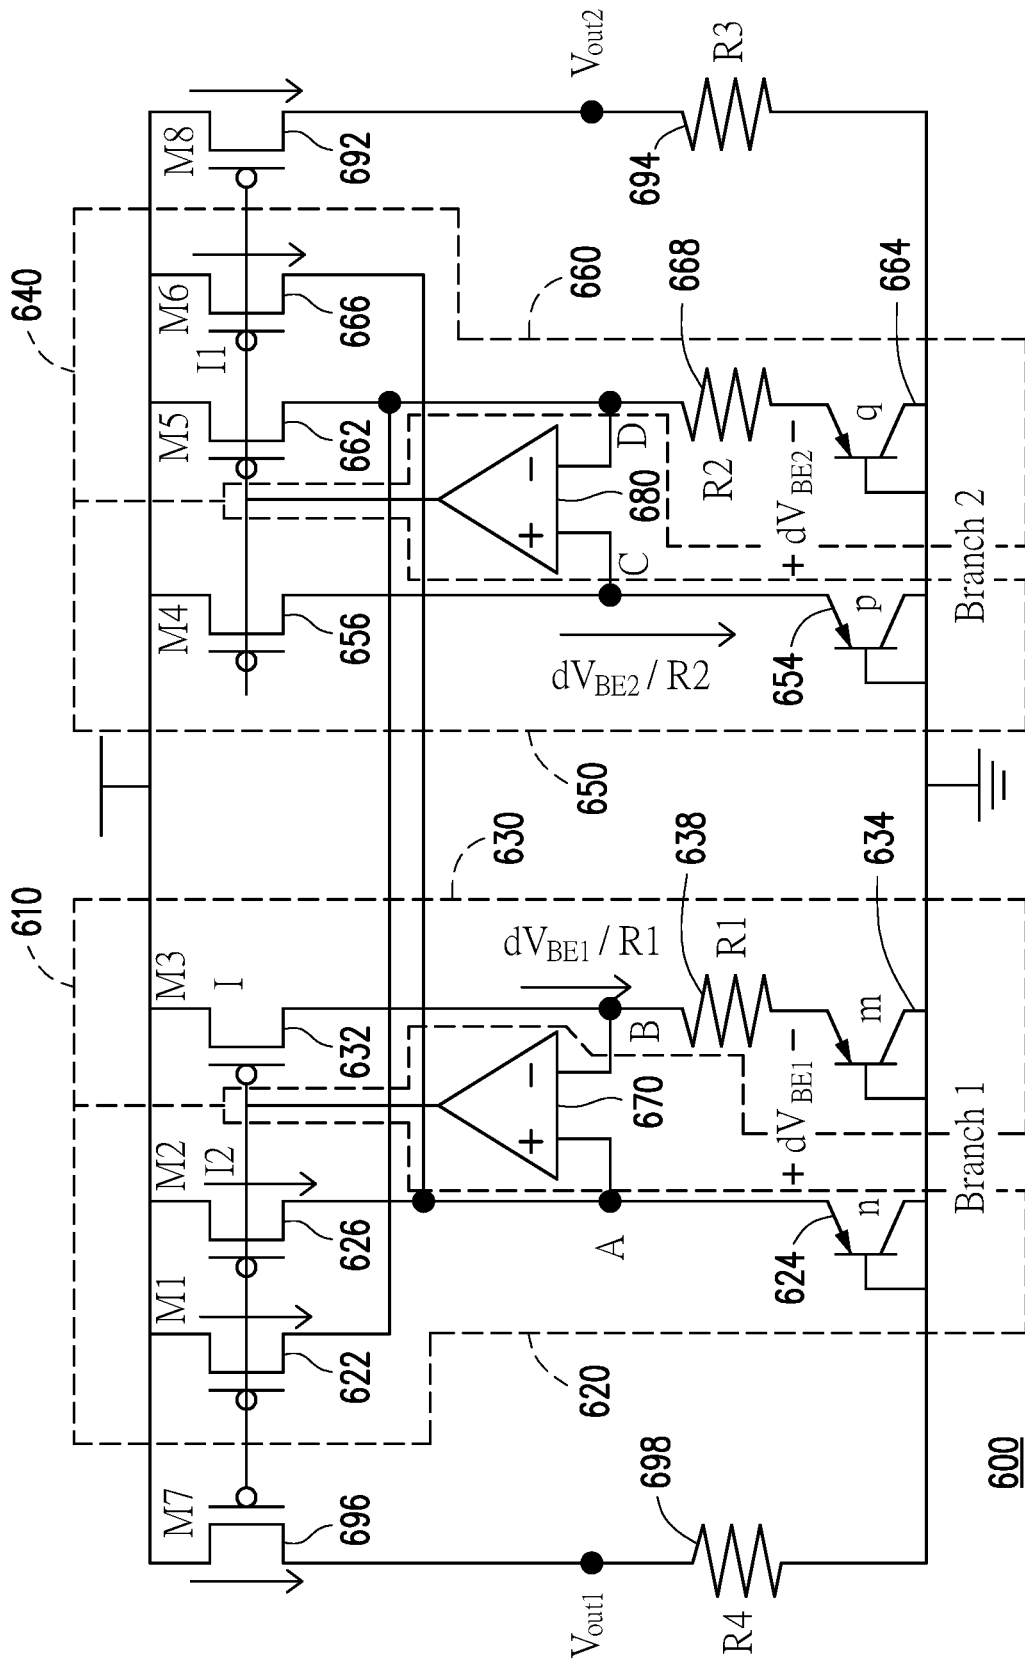 610
640
M7
M1
M2
M3
M4
M5
M6
M8
I2
I
I1
696
622
626
632
656
662
666
692
630
650
660
620
670
680
A
B
C
D
+
−
+
−
dVBE1 / R1
dVBE2 / R2
Vout1
Vout2
698
638
668
694
R4
R1
R2
R3
624
654
+ dVBE1 −
+ dVBE2 −
n
m
p
q
634
664
Branch 1
Branch 2
600